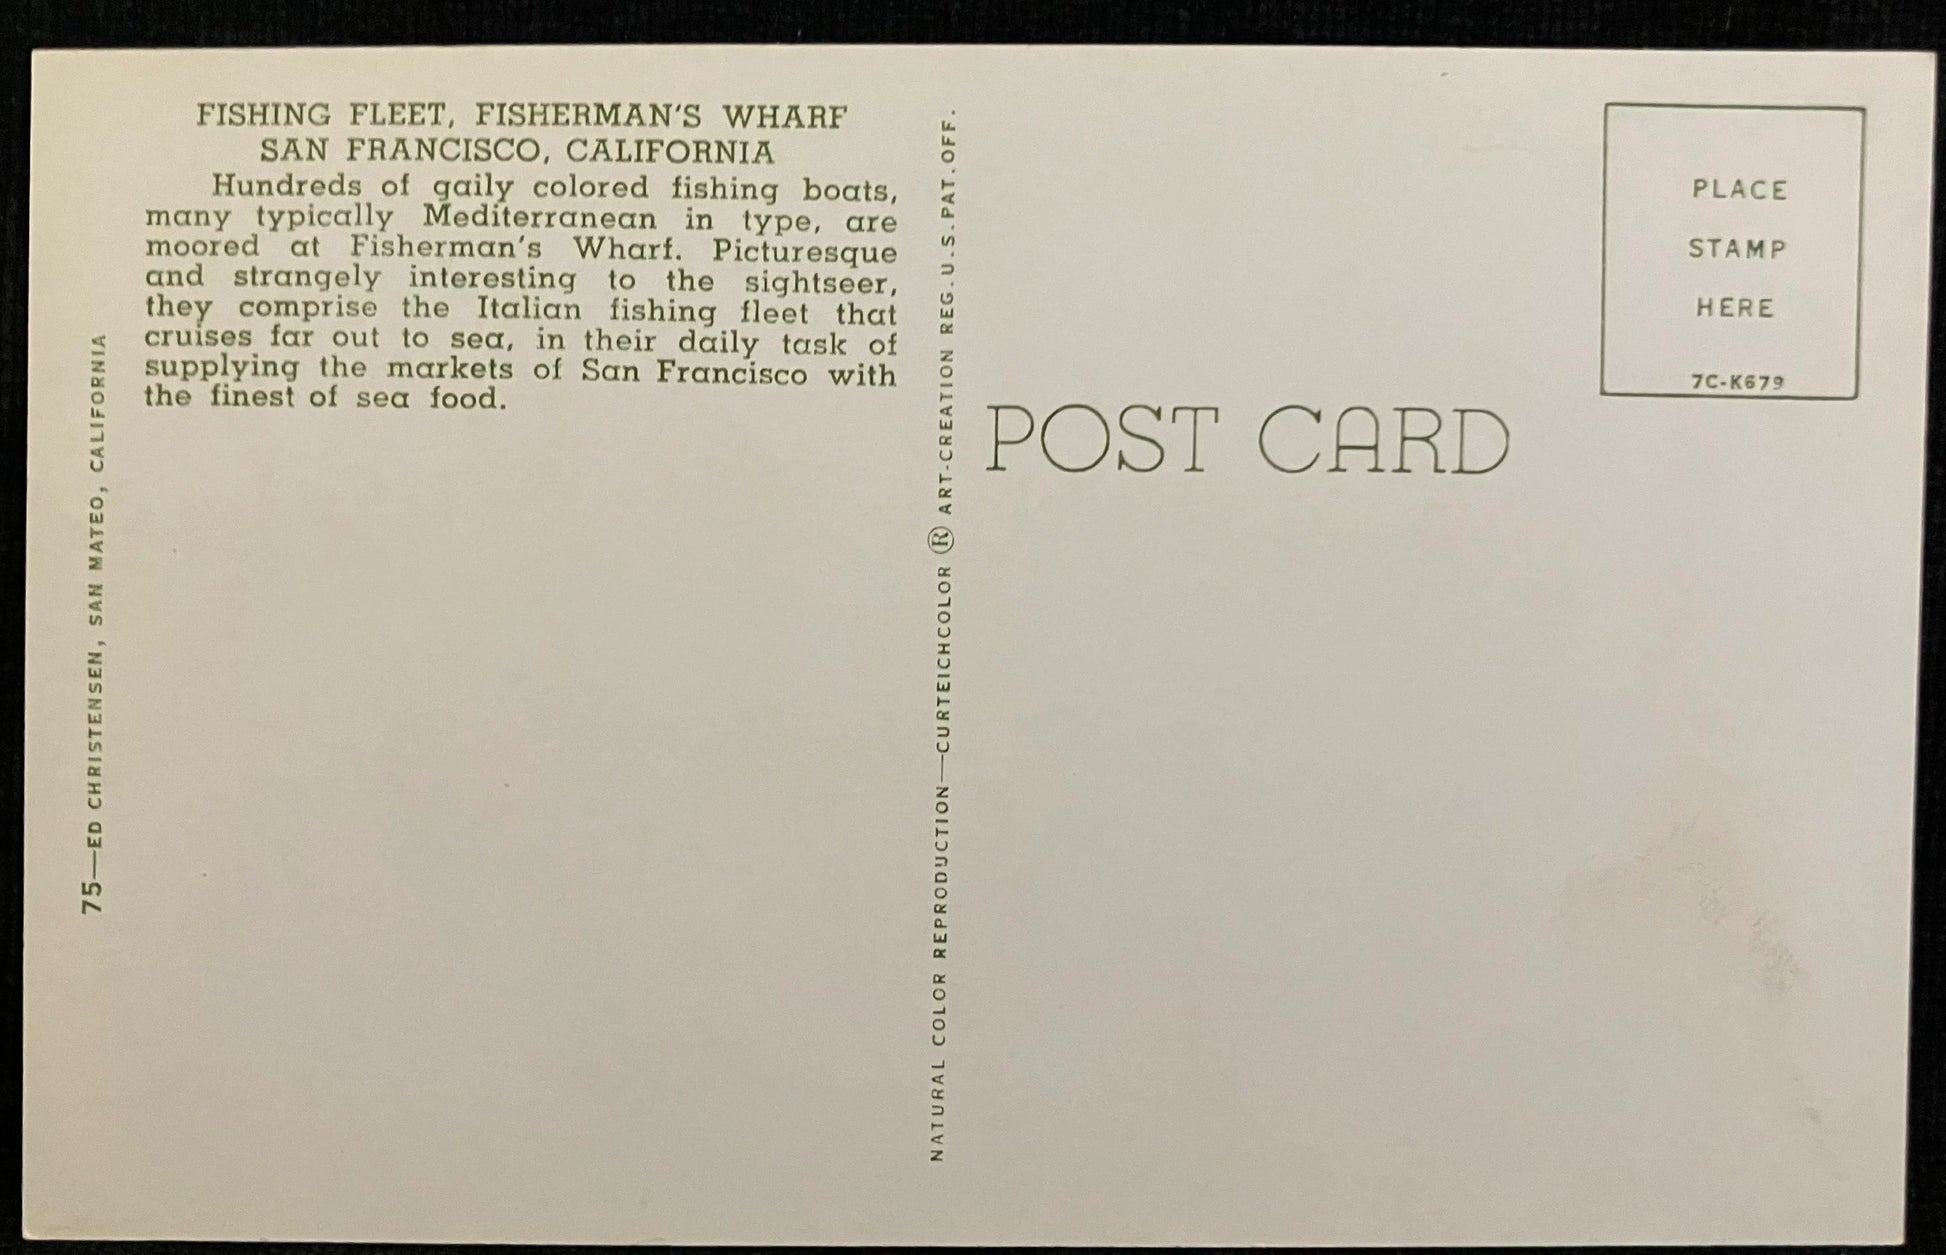 FISHING FLEET, FISHERMAN'S WHARF
SAN FRANCISCO, CALIFORNIA
Hundreds of gaily colored fishing boats,
many typically Mediterranean in type, are
moored at Fisherman's Wharf. Picturesque
and strangely interesting to the sightseer,
they comprise the Italian fishing fleet that
cruises far out to sea, in their daily task of
supplying the markets of San Francisco with
the finest of sea food.
75—ED CHRISTENSEN, SAN MATEO, CALIFORNIA
NATURAL COLOR REPRODUCTION—CURTEICHCOLOR ® ART-CREATION REG. U.S. PAT. OFF.
POST CARD
PLACE
STAMP
HERE
7C-K679